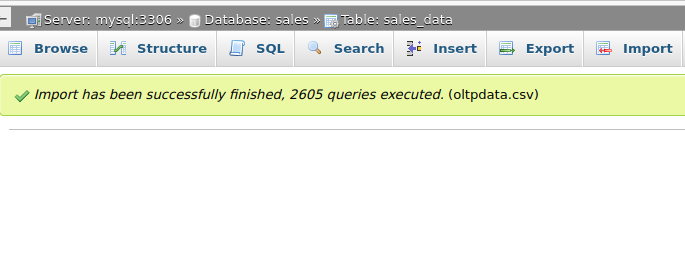 Server: mysql:3306 » Database: sales » Table: sales_data
Browse Structure SQL Search Insert Export Import
Import has been successfully finished, 2605 queries executed. (oltpdata.csv)